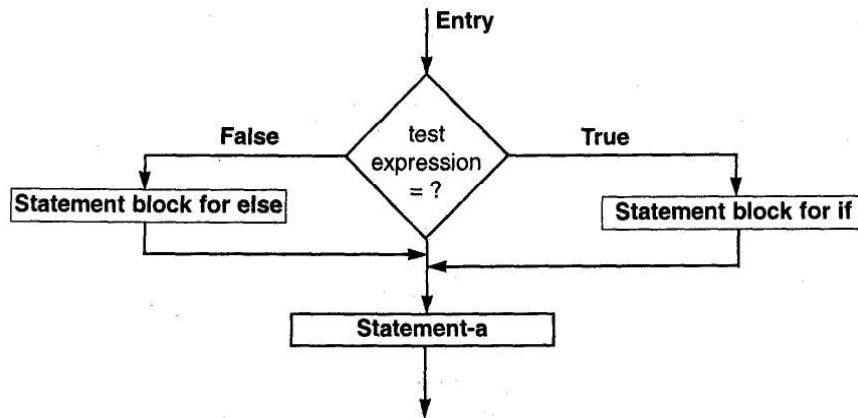 Entry
False
test
True
expression
= ?
Statement block for else
Statement block for if
Statement-a